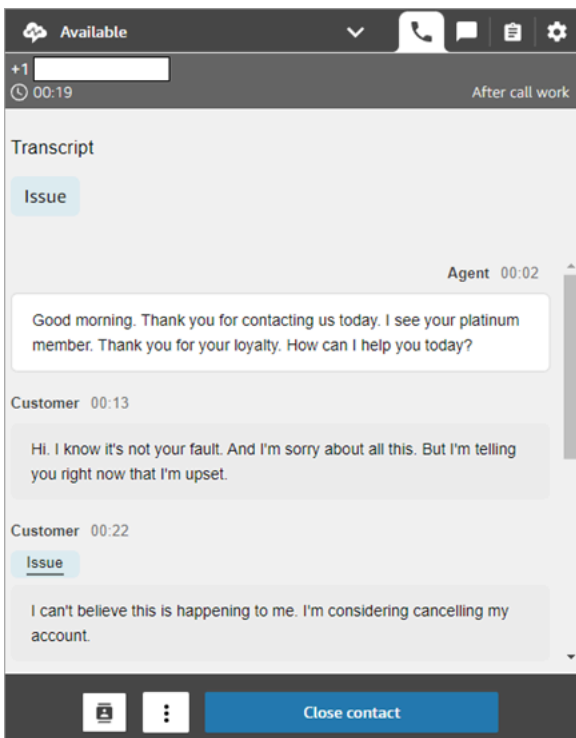 Available
+1
00:19
After call work
Transcript
Issue
Agent 00:02
Good morning. Thank you for contacting us today. I see your platinum
member. Thank you for your loyalty. How can I help you today?
Customer 00:13
Hi. I know it's not your fault. And I'm sorry about all this. But I'm telling
you right now that I'm upset.
Customer 00:22
Issue
I can't believe this is happening to me. I'm considering cancelling my
account.
Close contact